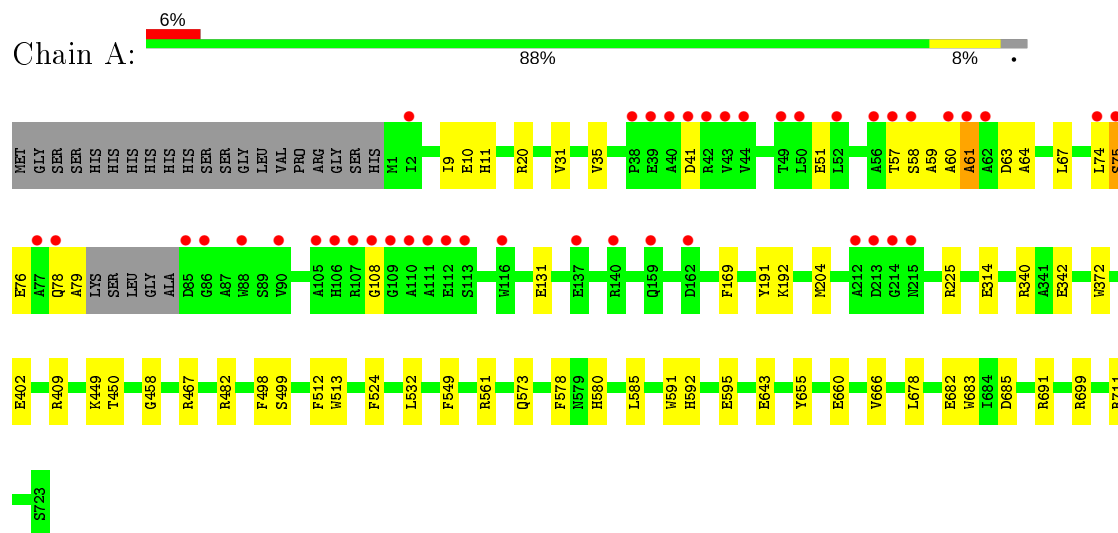 6%
Chain A:
88% 8% •
MET GLY SER SER HIS HIS HIS HIS HIS HIS SER SER GLY LEU VAL PRO ARG GLY SER HIS M1 I2 I9 E10 H11 R20 V31 V35 P38 E39 A40 D41 R42 V43 V44 T49 L50 E51 L52 A56 T57 S58 A59 A60 A61 A62 D63 A64 L67 L74 S75
E76 A77 Q78 A79 LYS SER LEU GLY ALA D85 G86 A87 W88 S89 V90 A105 H106 R107 G108 G109 A110 A111 E112 S113 W116 E131 E137 R140 Q159 D162 F169 Y191 K192 M204 A212 D213 G214 N215 R225 E314 R340 A341 E342 W372
E402 R409 K449 T450 G458 R467 R482 F498 S499 F512 W513 F524 L532 F549 R561 Q573 F578 N579 H580 L585 W591 H592 E595 E643 Y655 E660 V666 L678 E682 W683 I684 D685 R691 R699
S723